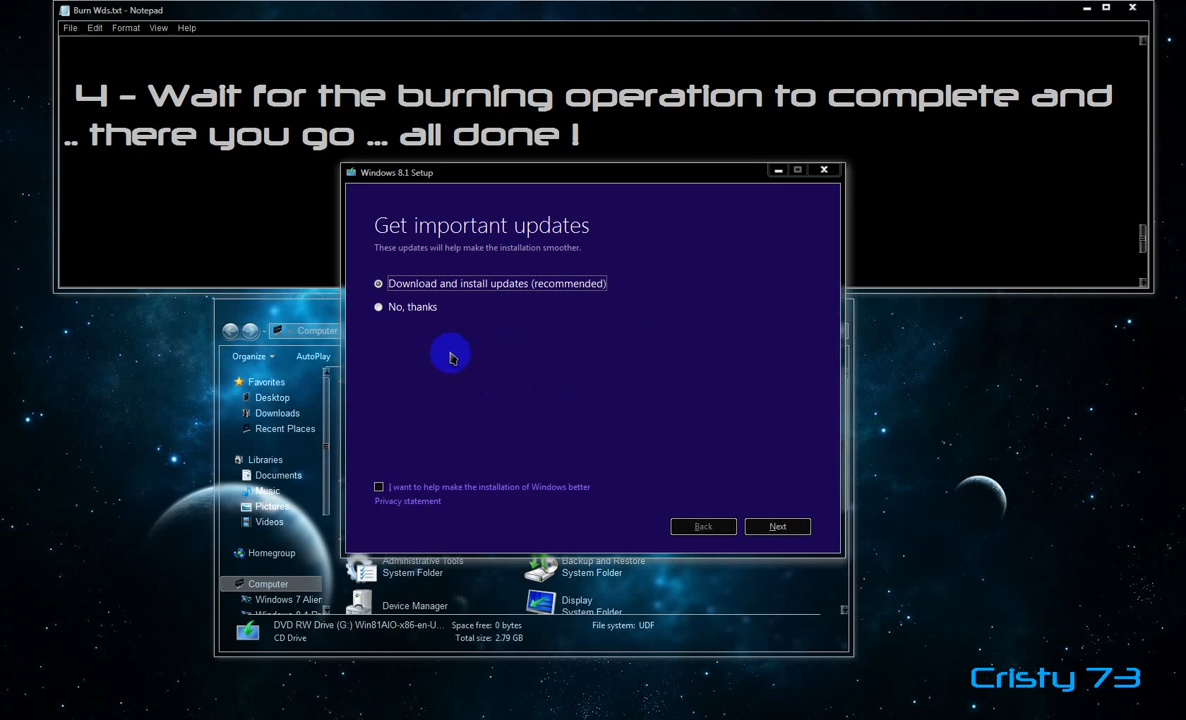 Burn Wds.txt - Notepad
File Edit Format View Help
4 - Wait for the burning operation to complete and
.. there you go ... all done !
Windows 8.1 Setup
Get important updates
These updates will help make the installation smoother.
Download and install updates (recommended)
No, thanks
I want to help make the installation of Windows better
Privacy statement
Back Next
Computer
Organize AutoPlay
Favorites
Desktop
Downloads
Recent Places
Libraries
Documents
Music
Pictures
Videos
Homegroup
Computer
Windows 7 Alien
Windows 8.1
Administrative Tools
System Folder
Backup and Restore
System Folder
Device Manager
Display
System Folder
DVD RW Drive (G:) Win81AIO-x86-en-U...
CD Drive
Space free: 0 bytes
Total size: 2.79 GB
File system: UDF
Cristy 73